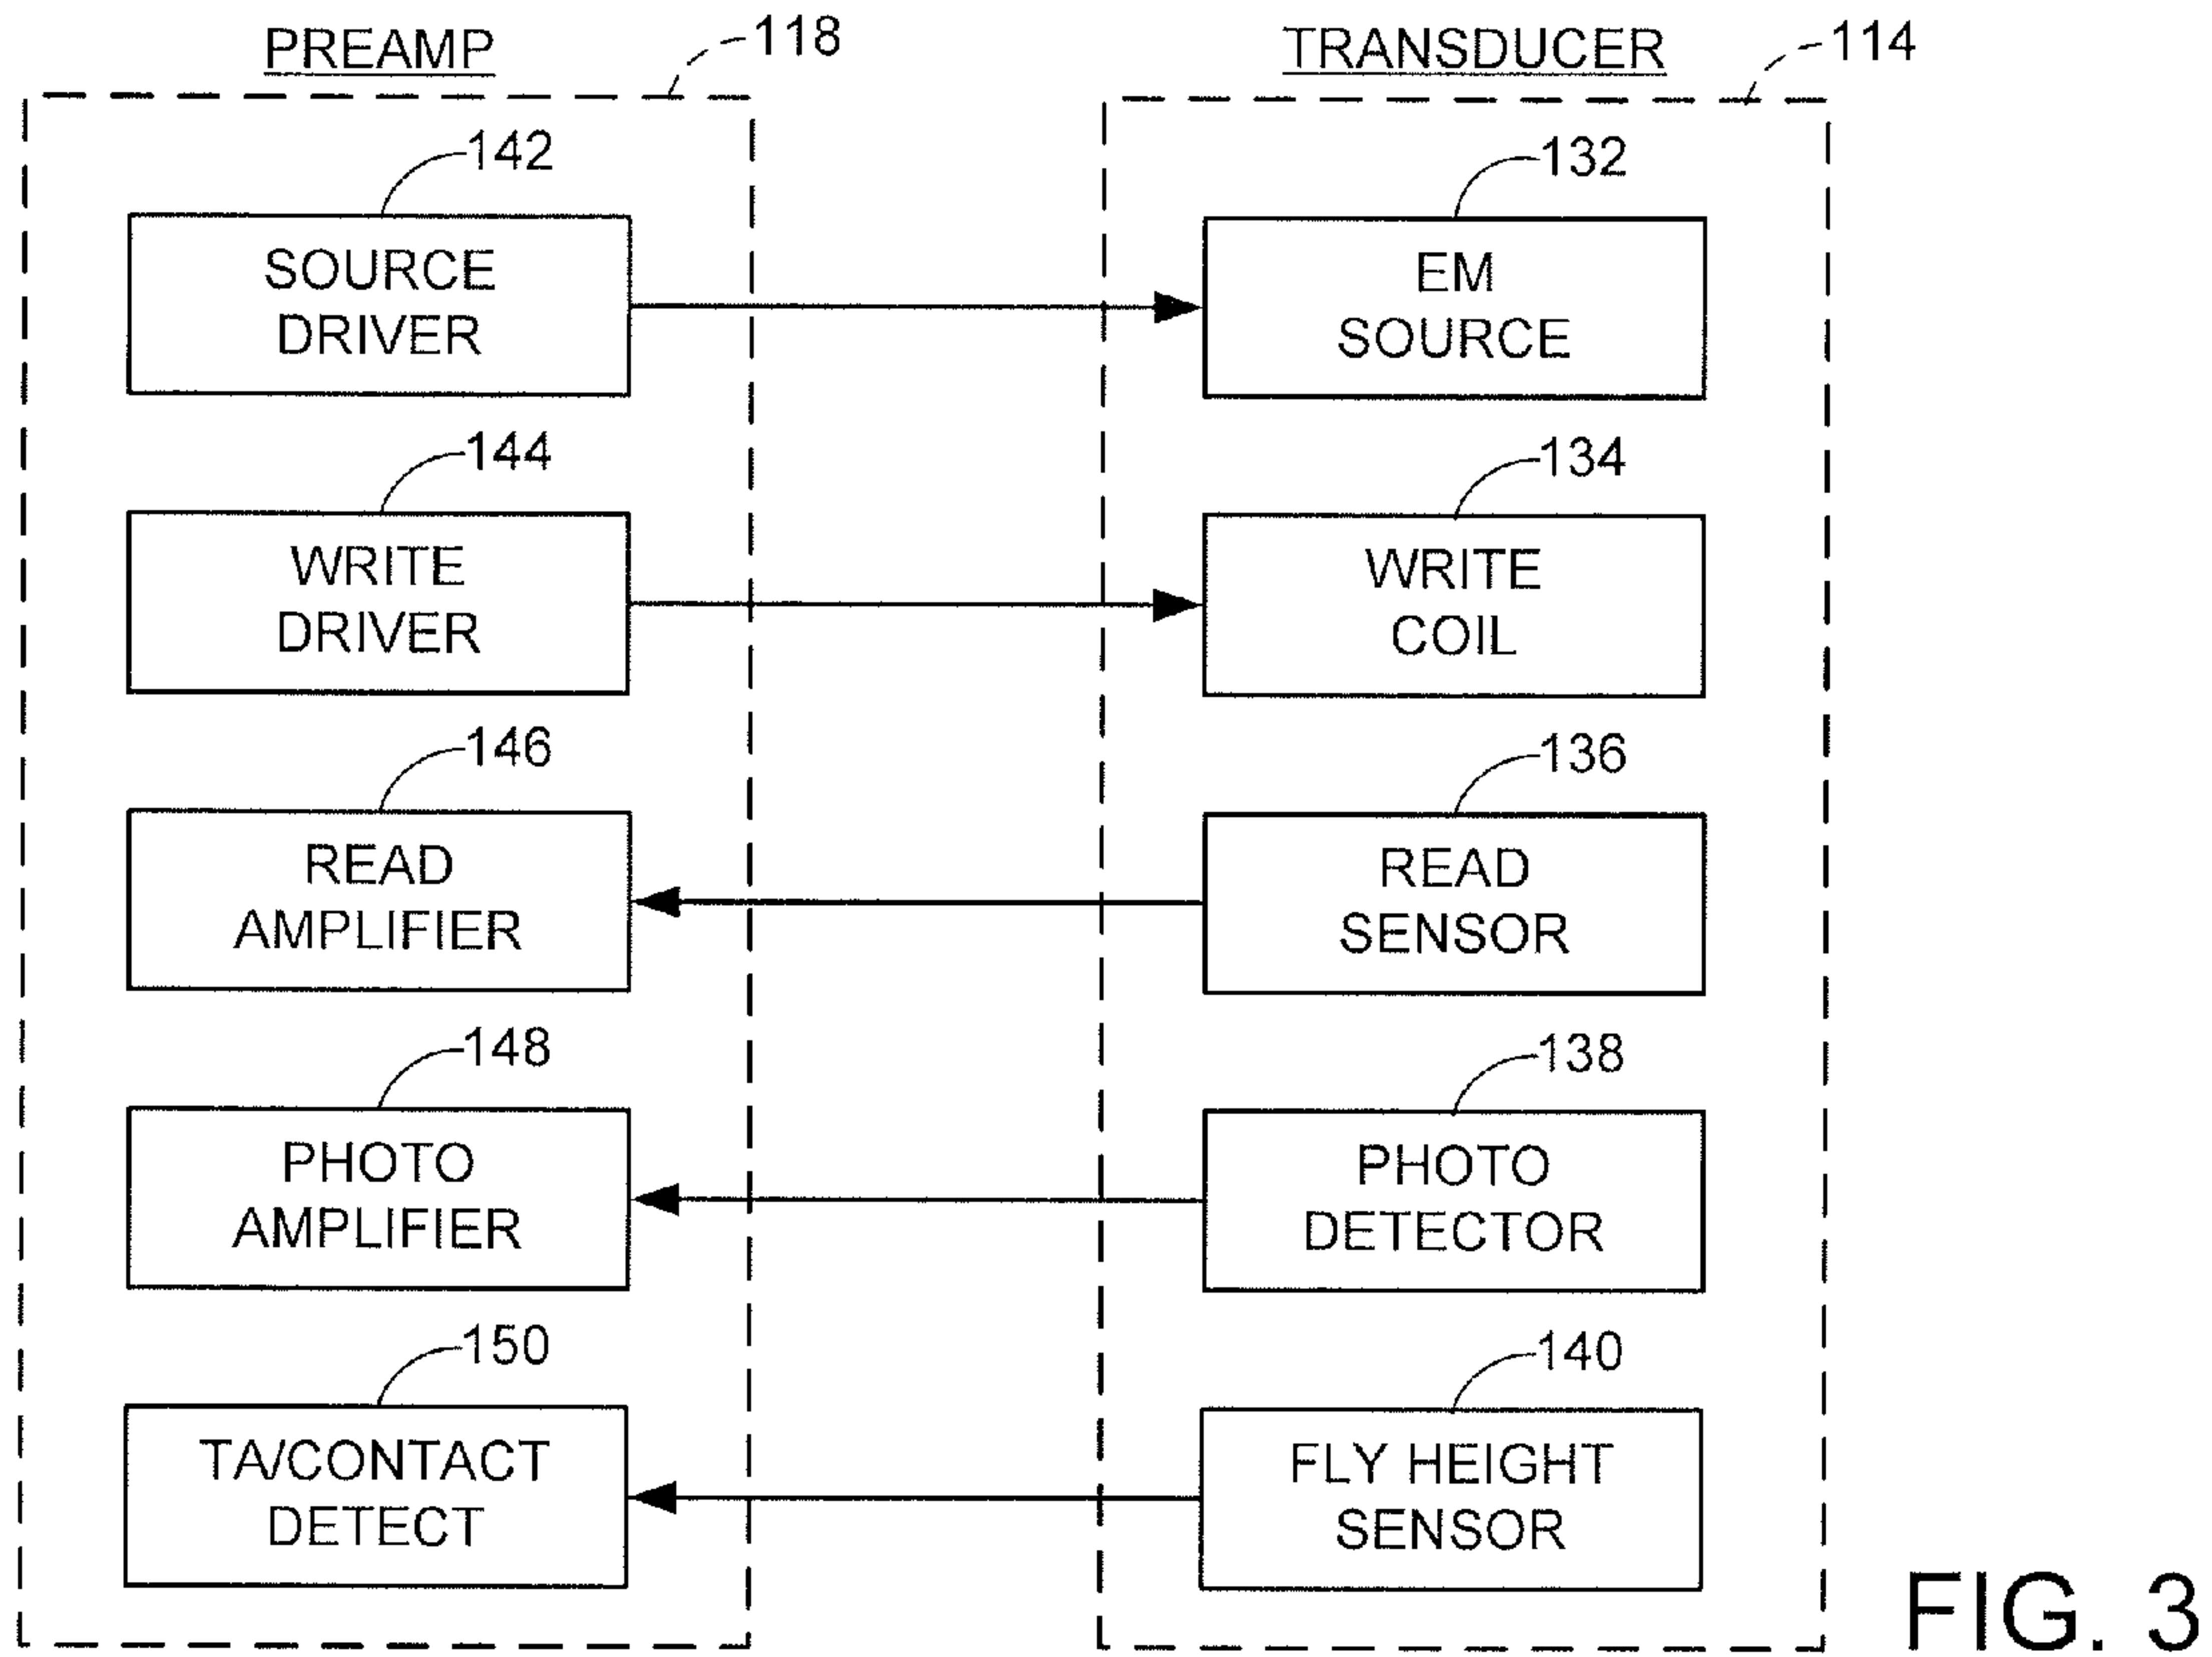 PREAMP
118
TRANSDUCER
114
142
SOURCE
DRIVER
132
EM
SOURCE
144
WRITE
DRIVER
134
WRITE
COIL
146
READ
AMPLIFIER
136
READ
SENSOR
148
PHOTO
AMPLIFIER
138
PHOTO
DETECTOR
150
TA/CONTACT
DETECT
140
FLY HEIGHT
SENSOR
FIG. 3